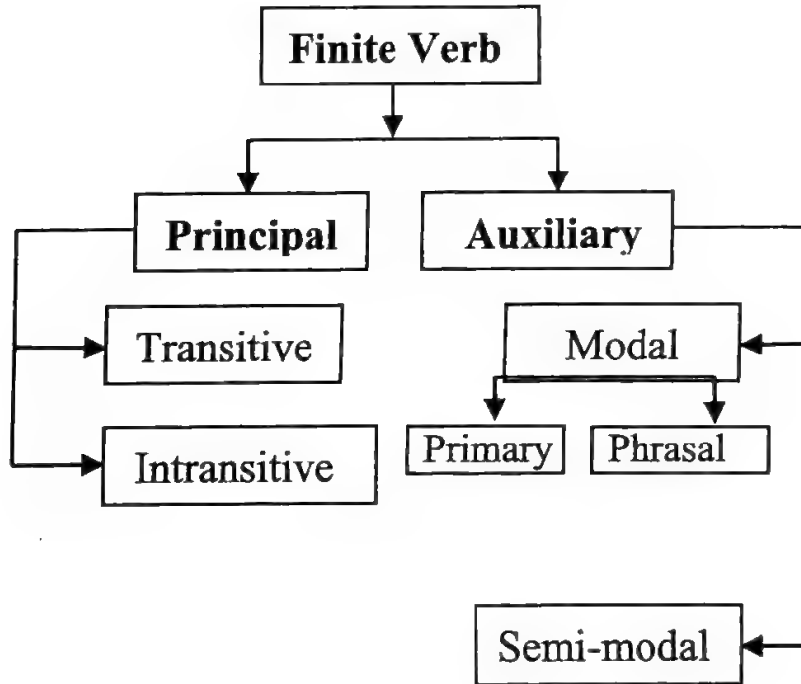 Finite Verb
Principal
Auxiliary
Transitive
Modal
Primary
Phrasal
Intransitive
Semi-modal